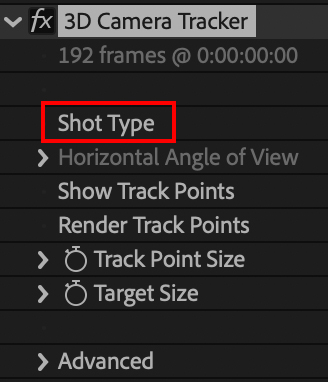 fx 3D Camera Tracker
192 frames @ 0:00:00:00
Shot Type
Horizontal Angle of View
Show Track Points
Render Track Points
Track Point Size
Target Size
Advanced